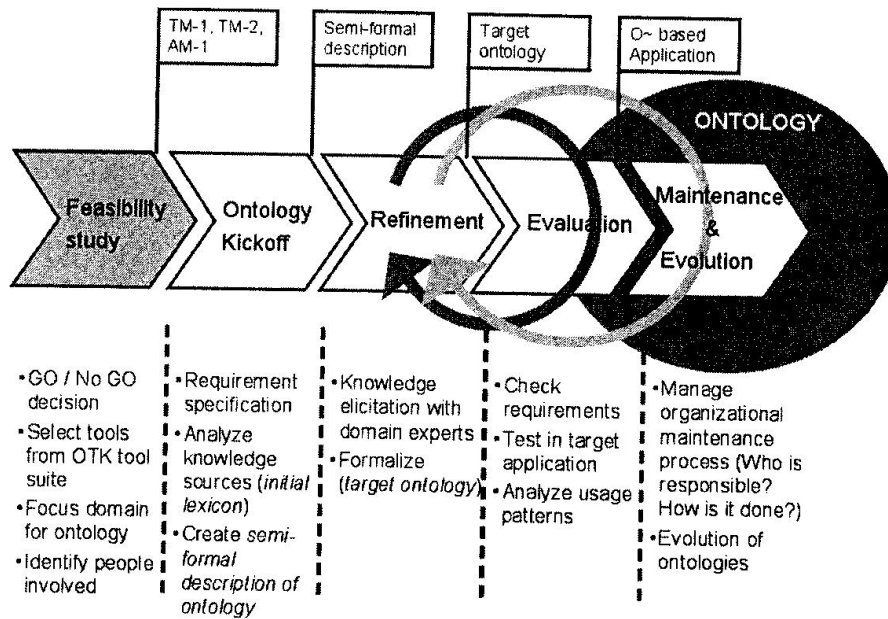 TM-1, TM-2,
AM-1
Semi-formal
description
Target
ontology
O~ based
Application
ONTOLOGY
Feasibility
study
Ontology
Kickoff
Refinement
Evaluation
Maintenance
&
Evolution
•GO / No GO
decision
•Select tools
from OTK tool
suite
•Focus domain
for ontology
•Identify people
involved
•Requirement
specification
•Analyze
knowledge
sources (initial
lexicon)
•Create semi-
formal
description of
ontology
•Knowledge
elicitation with
domain experts
•Formalize
(target ontology)
•Check
requirements
•Test in target
application
•Analyze usage
patterns
•Manage
organizational
maintenance
process (Who is
responsible?
How is it done?)
•Evolution of
ontologies